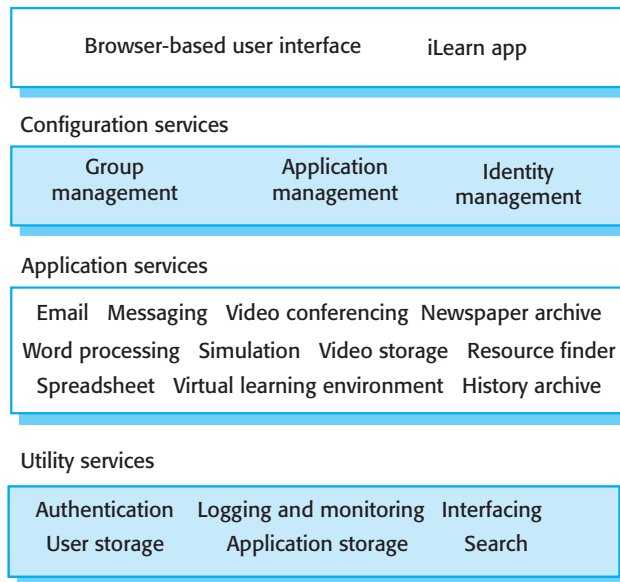 Browser-based user interface iLearn app
Configuration services
Group Application Identity
management management management
Application services
Email Messaging Video conferencing Newspaper archive
Word processing Simulation Video storage Resource finder
Spreadsheet Virtual learning environment History archive
Utility services
Authentication Logging and monitoring Interfacing
User storage Application storage Search